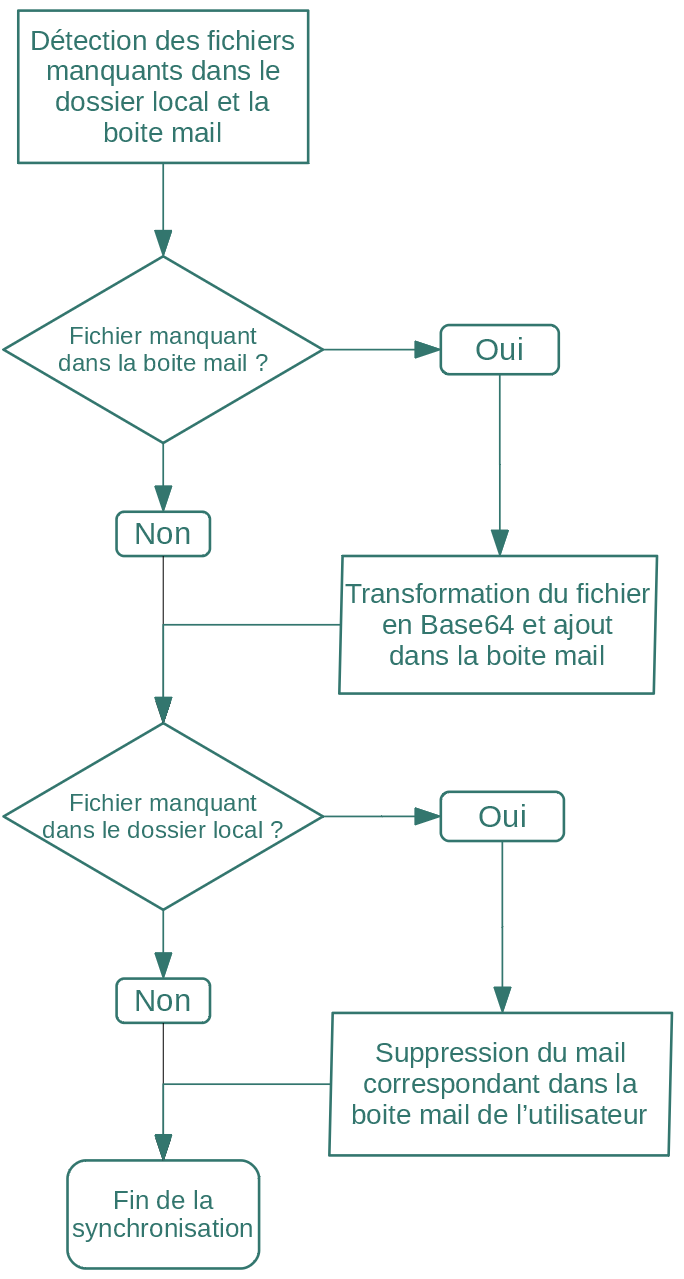 Détection des fichiers
manquants dans le
dossier local et la
boite mail
Fichier manquant
dans la boite mail ?
Oui
Non
Transformation du fichier
en Base64 et ajout
dans la boite mail
Fichier manquant
dans le dossier local ?
Oui
Non
Suppression du mail
correspondant dans la
boite mail de l’utilisateur
Fin de la
synchronisation